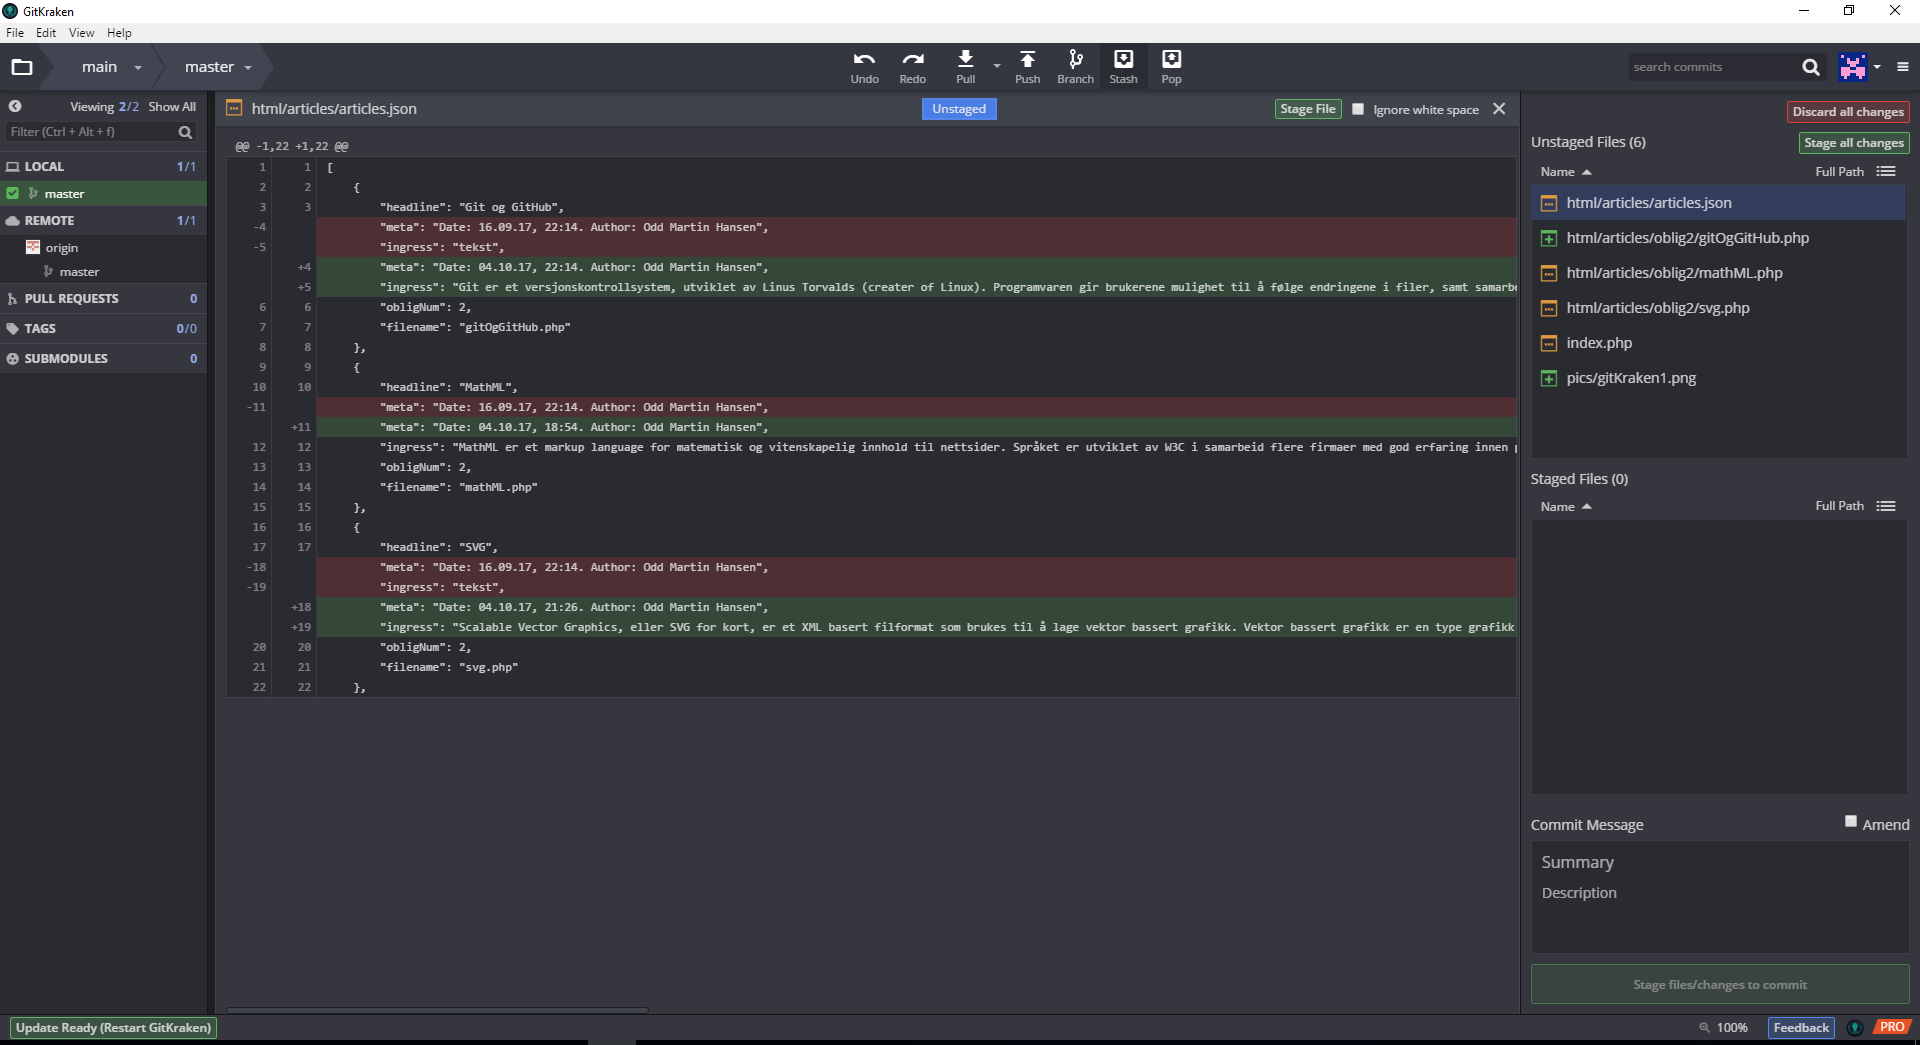 GitKraken
File Edit View Help
main master Undo Redo Pull Push Branch Stash Pop search commits
Viewing 2/2 Show All
Filter (Ctrl + Alt + f)
LOCAL 1/1
master
REMOTE 1/1
origin
master
PULL REQUESTS 0
TAGS 0/0
SUBMODULES 0
html/articles/articles.json Unstaged Stage File Ignore white space
@@ -1,22 +1,22 @@
1 1 [
2 2 {
3 3 "headline": "Git og GitHub",
-4 "meta": "Date: 16.09.17, 22:14. Author: Odd Martin Hansen",
-5 "ingress": "tekst",
+4 "meta": "Date: 04.10.17, 22:14. Author: Odd Martin Hansen",
+5 "ingress": "Git er et versjonskontrollsystem, utviklet av Linus Torvalds (creater of Linux). Programvaren gir brukerene mulighet til å følge endringene i filer, samt samarbe
6 6 "obligNum": 2,
7 7 "filename": "gitOgGitHub.php"
8 8 },
9 9 {
10 10 "headline": "MathML",
-11 "meta": "Date: 16.09.17, 22:14. Author: Odd Martin Hansen",
+11 "meta": "Date: 04.10.17, 18:54. Author: Odd Martin Hansen",
12 12 "ingress": "MathML er et markup language for matematisk og vitenskapelig innhold til nettsider. Språket er utviklet av W3C i samarbeid flere firmaer med god erfaring innen
13 13 "obligNum": 2,
14 14 "filename": "mathML.php"
15 15 },
16 16 {
17 17 "headline": "SVG",
-18 "meta": "Date: 16.09.17, 22:14. Author: Odd Martin Hansen",
-19 "ingress": "tekst",
+18 "meta": "Date: 04.10.17, 21:26. Author: Odd Martin Hansen",
+19 "ingress": "Scalable Vector Graphics, eller SVG for kort, er et XML basert filformat som brukes til å lage vektor bassert grafikk. Vektor bassert grafikk er en type grafikk
20 20 "obligNum": 2,
21 21 "filename": "svg.php"
22 22 },
Discard all changes
Unstaged Files (6) Stage all changes
Name Full Path
html/articles/articles.json
html/articles/oblig2/gitOgGitHub.php
html/articles/oblig2/mathML.php
html/articles/oblig2/svg.php
index.php
pics/gitKraken1.png
Staged Files (0)
Name Full Path
Commit Message Amend
Summary
Description
Stage files/changes to commit
Update Ready (Restart GitKraken) 100% Feedback PRO